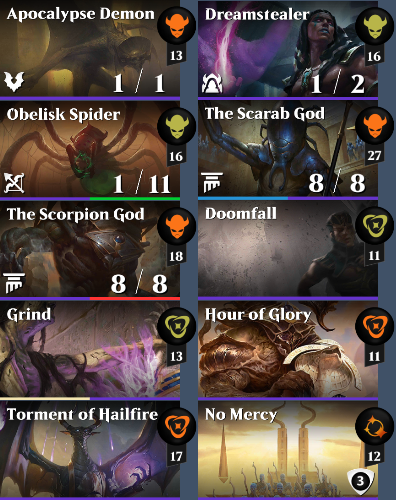 Apocalypse Demon
13
1 / 1
Dreamstealer
16
1 / 2
Obelisk Spider
16
1 / 11
The Scarab God
27
8 / 8
The Scorpion God
18
8 / 8
Doomfall
11
Grind
13
Hour of Glory
11
Torment of Hailfire
17
No Mercy
12
3